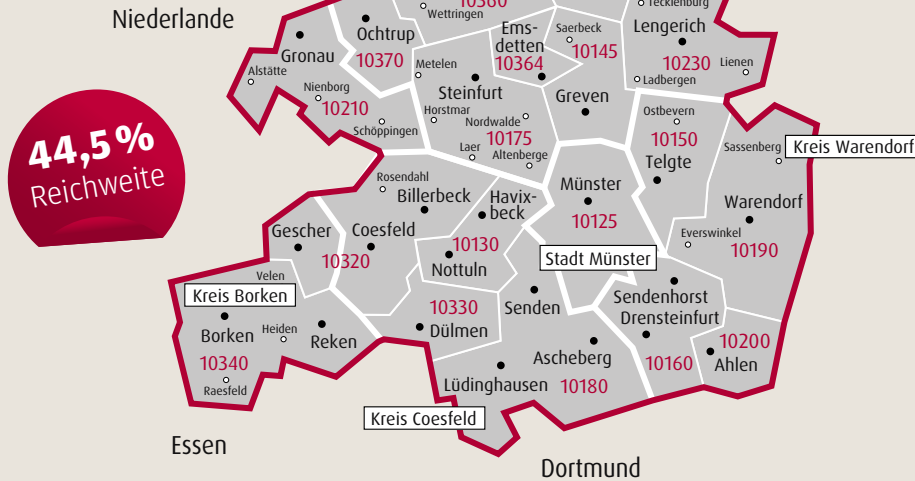 Niederlande
10360
Wettringen
Tecklenburg
Ochtrup
10370
Gronau
Alstätte
Nienborg
10210
Schöppingen
Metelen
Steinfurt
Horstmar
Nordwalde
10175
Laer
Altenberge
Ems-
detten
10364
Saerbeck
10145
Greven
Lengerich
10230
Lienen
Ladbergen
Ostbevern
10150
Telgte
Sassenberg
Kreis Warendorf
44,5 %
Reichweite
Rosendahl
Billerbeck
Havix-
beck
Münster
10125
Warendorf
10190
Everswinkel
Gescher
10320
Coesfeld
10130
Nottuln
Stadt Münster
Velen
Kreis Borken
Borken
Heiden
Reken
10340
Raesfeld
10330
Dülmen
Senden
Sendenhorst
Drensteinfurt
10160
10200
Ahlen
Ascheberg
Lüdinghausen
10180
Kreis Coesfeld
Essen
Dortmund